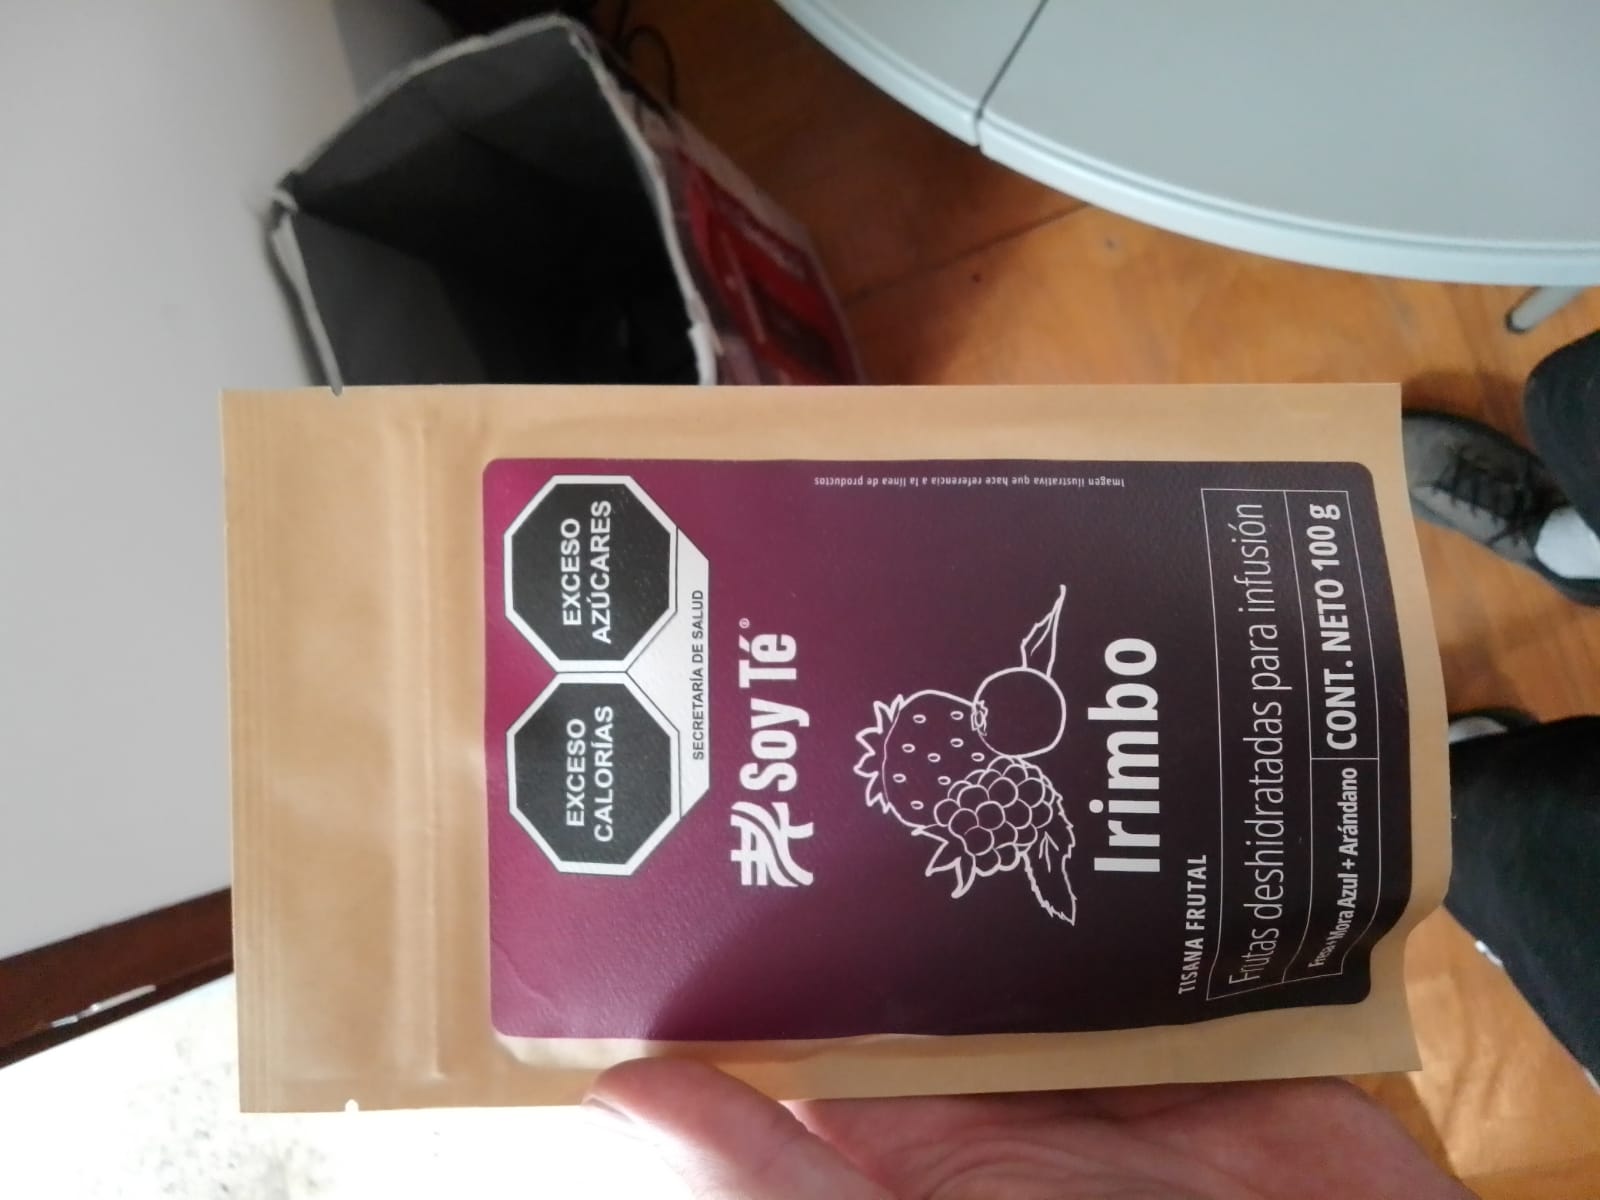 EXCESO
CALORÍAS
EXCESO
AZÚCARES
SECRETARÍA DE SALUD
Soy Té®
Imagen ilustrativa que hace referencia a la línea de productos
Irimbo
TISANA FRUTAL
Frutas deshidratadas para infusión
Fresa + Mora Azul + Arándano
CONT. NETO 100 g